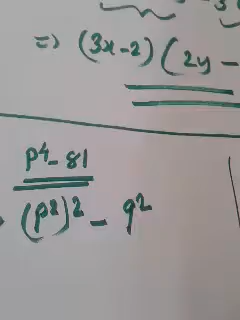 => (3x-2)(2y-
P⁴-81
(P²)² - 9²